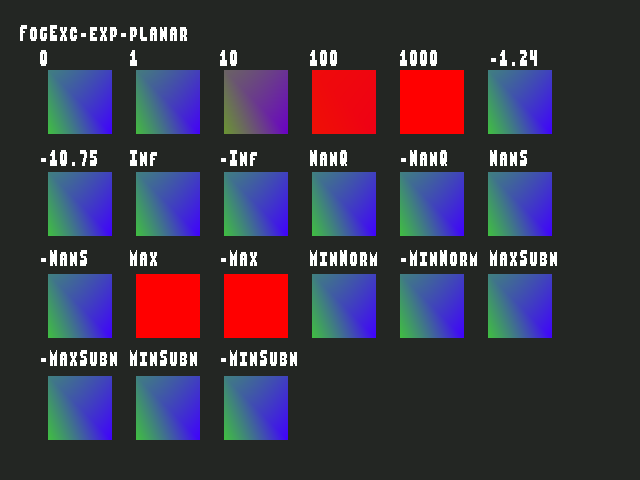 FogExc-exp-planar
0 1 10 100 1000 -1.24
-10.75 Inf -Inf NanQ -NanQ NanS
-NanS Max -Max MinNorm -MinNorm MaxSubN
-MaxSubN MinSubN -MinSubN